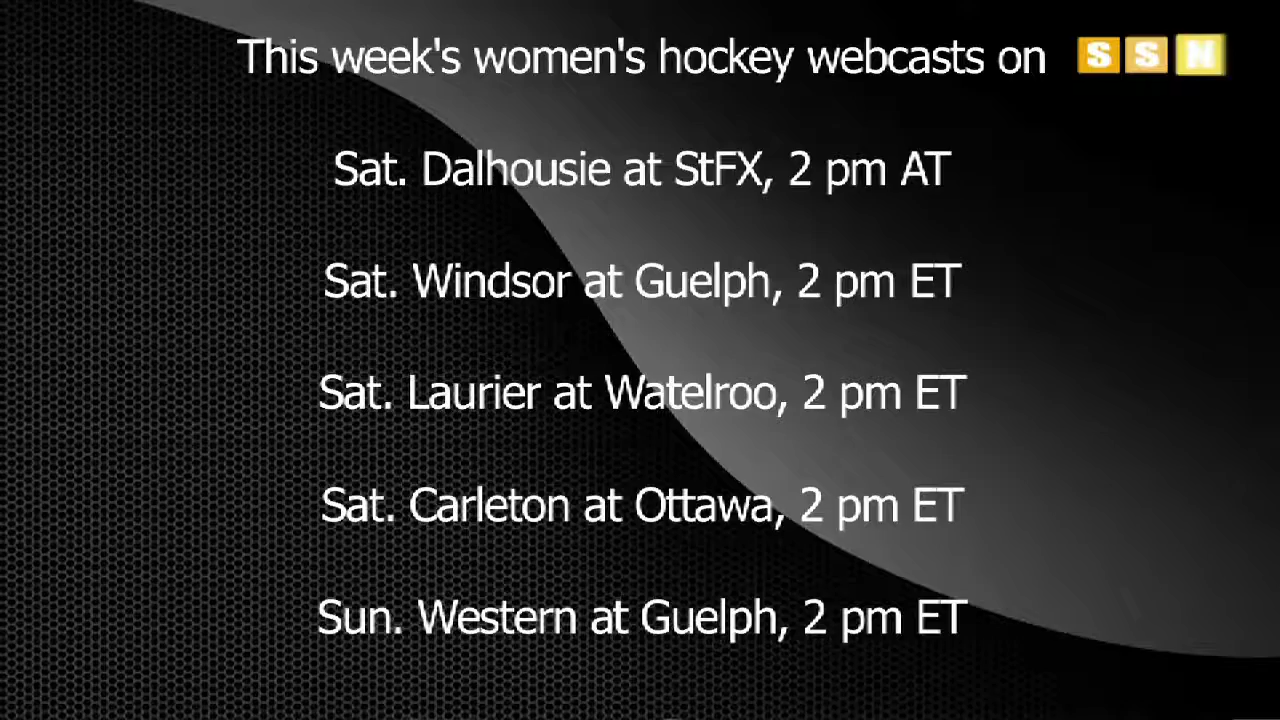 This week's women's hockey webcasts on SSN
Sat. Dalhousie at StFX, 2 pm AT
Sat. Windsor at Guelph, 2 pm ET
Sat. Laurier at Watelroo, 2 pm ET
Sat. Carleton at Ottawa, 2 pm ET
Sun. Western at Guelph, 2 pm ET